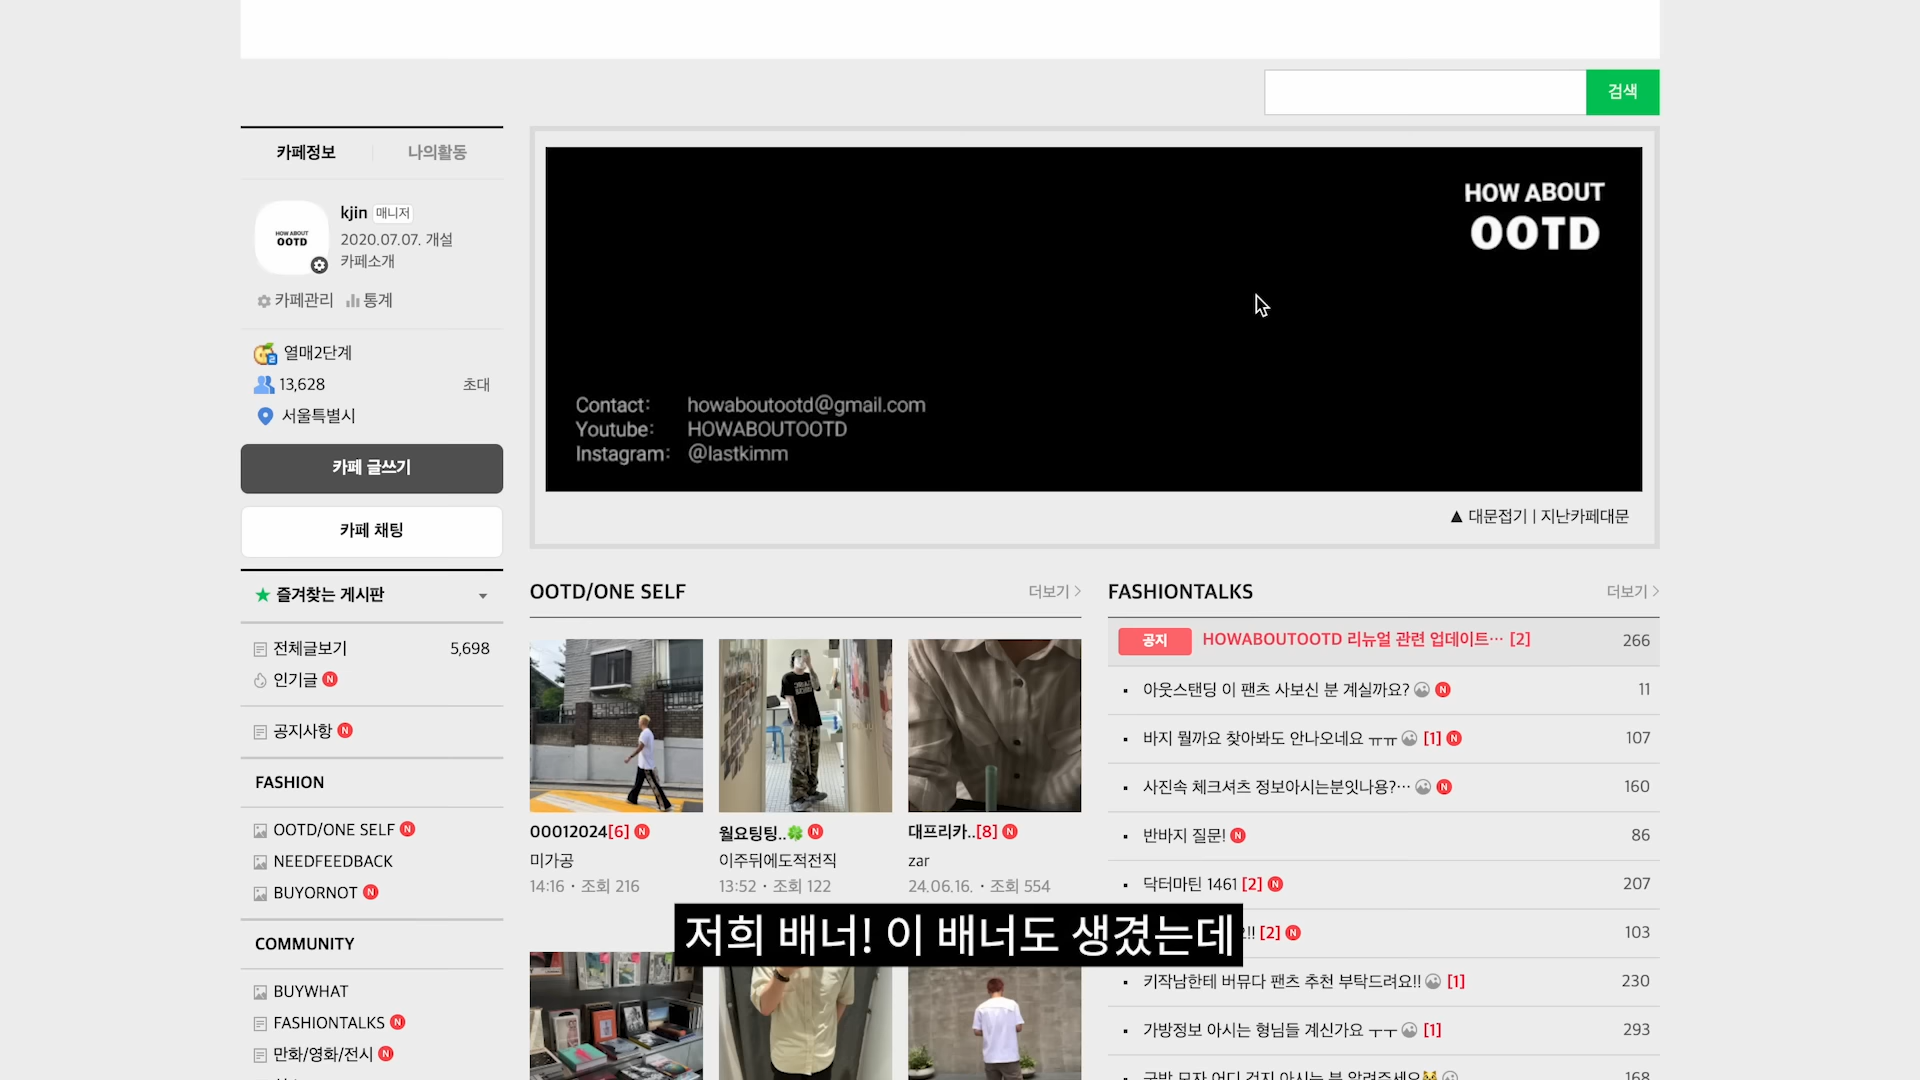 검색
카페정보
나의활동
HOW ABOUT
OOTD
kjin 매니저
2020.07.07. 개설
카페소개
카페관리 통계
열매2단계
13,628 초대
서울특별시
카페 글쓰기
카페 채팅
즐겨찾는 게시판
전체글보기 5,698
인기글 N
공지사항 N
FASHION
OOTD/ONE SELF N
NEEDFEEDBACK
BUYORNOT N
COMMUNITY
BUYWHAT
FASHIONTALKS N
만화/영화/전시 N
HOW ABOUT
OOTD
Contact: howaboutootd@gmail.com
Youtube: HOWABOUTOOTD
Instagram: @lastkimm
▲ 대문접기 | 지난카페대문
OOTD/ONE SELF 더보기 >
00012024[6] N
미가공
14:16 · 조회 216
월요팅팅..🍀 N
이주뒤에도적전직
13:52 · 조회 122
대프리카..[8] N
zar
24.06.16. · 조회 554
FASHIONTALKS 더보기 >
공지 HOWABOUTOOTD 리뉴얼 관련 업데이트··· [2] 266
아웃스탠딩 이 팬츠 사보신 분 계실까요? N 11
바지 뭘까요 찾아봐도 안나오네요 ㅠㅠ [1] N 107
사진속 체크셔츠 정보아시는분잇나용?··· N 160
반바지 질문! N 86
닥터마틴 1461 [2] N 207
!! [2] N 103
키작남한테 버뮤다 팬츠 추천 부탁드려요!! [1] 230
가방정보 아시는 형님들 계신가요 ㅜㅜ [1] 293
168
저희 배너! 이 배너도 생겼는데